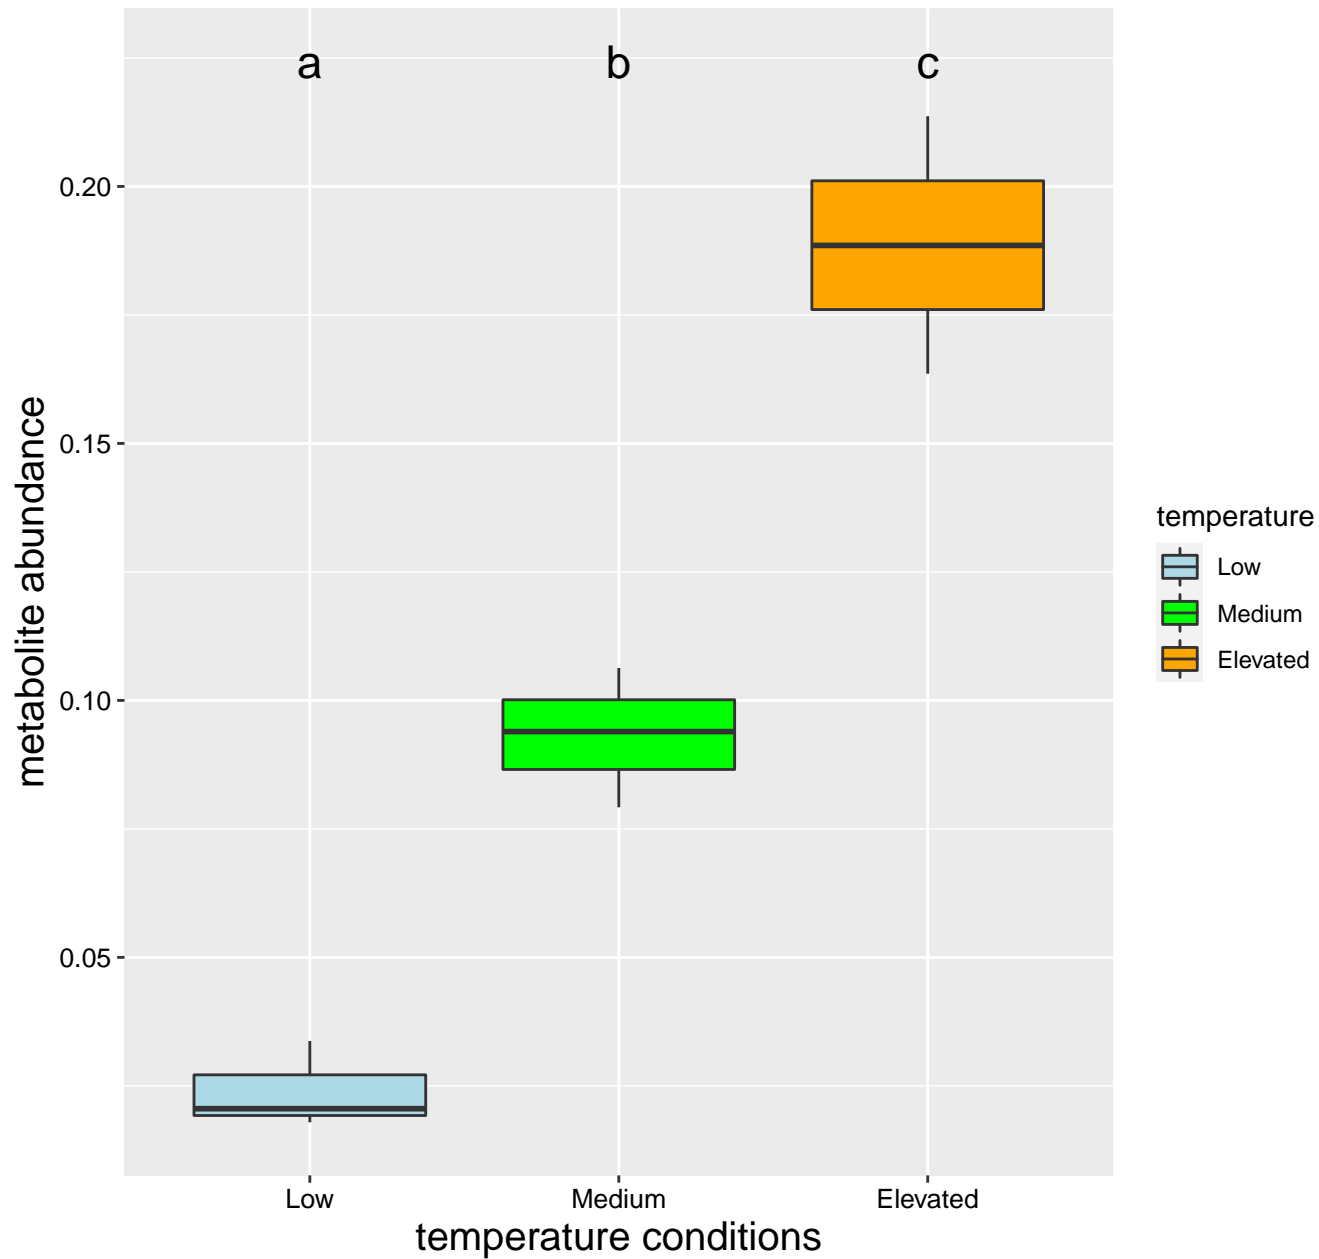 a b c
0.20
0.15
0.10
0.05
metabolite abundance
Low Medium Elevated
temperature conditions
temperature
Low
Medium
Elevated